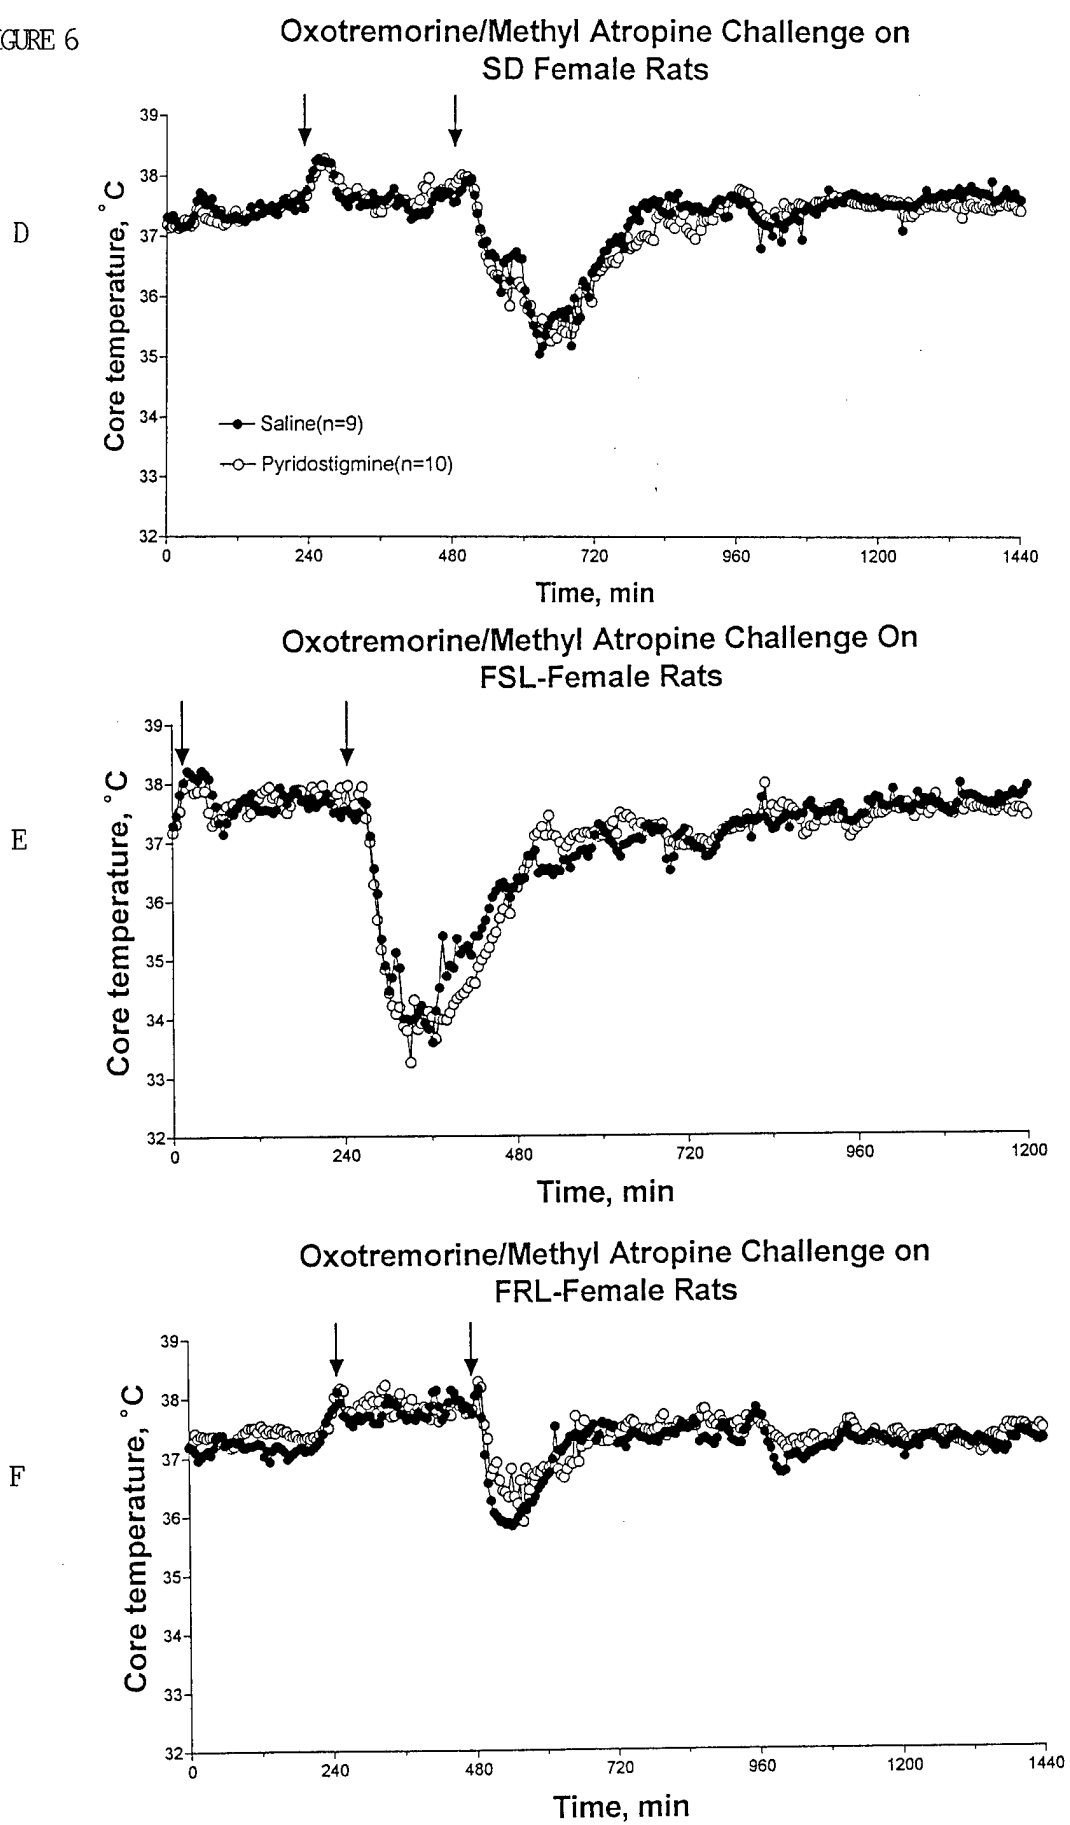 IGURE 6
Oxotremorine/Methyl Atropine Challenge on
SD Female Rats
D
Core temperature, °C
39
38
37
36
35
34
33
32
Saline(n=9)
Pyridostigmine(n=10)
0 240 480 720 960 1200 1440
Time, min
Oxotremorine/Methyl Atropine Challenge On
FSL-Female Rats
E
Core temperature, °C
39
38
37
36
35
34
33
32
0 240 480 720 960 1200
Time, min
Oxotremorine/Methyl Atropine Challenge on
FRL-Female Rats
F
Core temperature, °C
39
38
37
36
35
34
33
32
0 240 480 720 960 1200 1440
Time, min